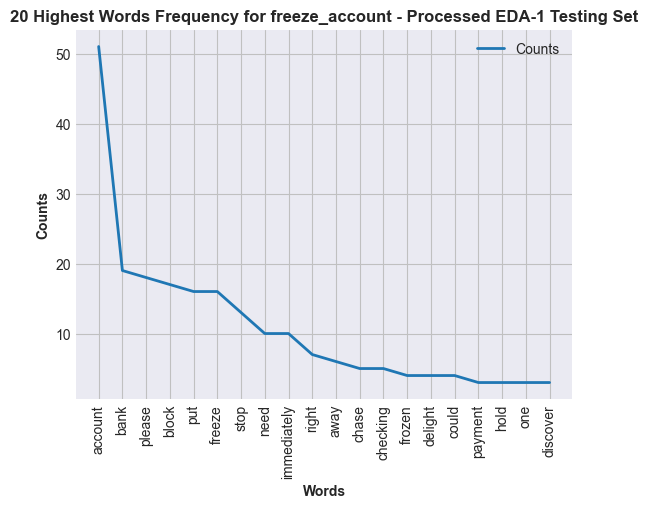 20 Highest Words Frequency for freeze_account - Processed EDA-1 Testing Set
Counts
50
40
30
20
10
Counts
account
bank
please
block
put
freeze
stop
need
immediately
right
away
chase
checking
frozen
delight
could
payment
hold
one
discover
Words